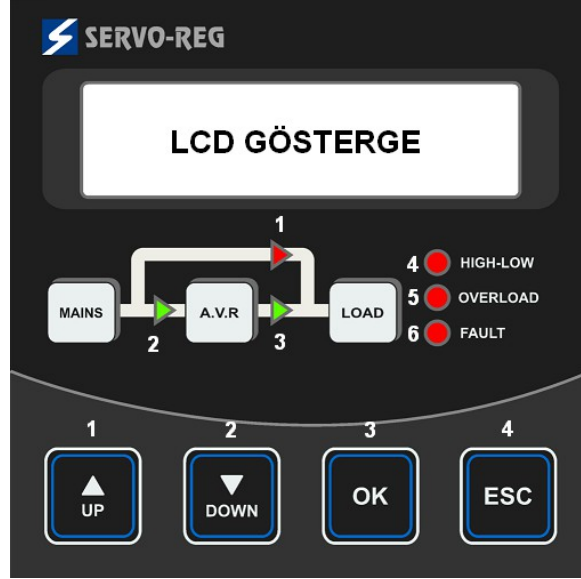 SERVO-REG
LCD GÖSTERGE
1
4 HIGH-LOW
MAINS
A.V.R
LOAD
5 OVERLOAD
2
3
6 FAULT
1
2
3
4
UP
DOWN
OK
ESC